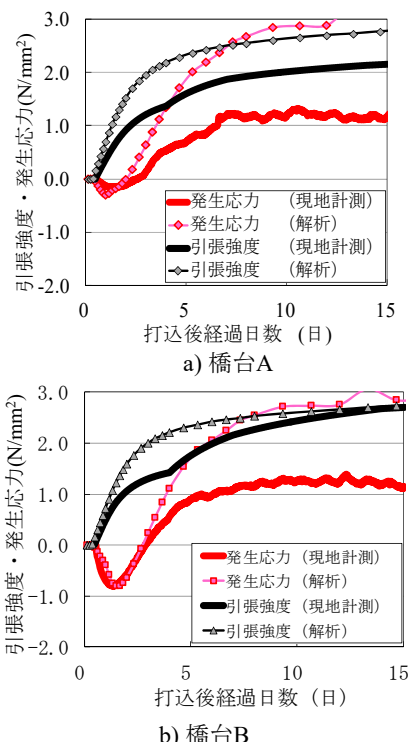 引張強度・発生応力(N/mm²)
3.0
2.0
1.0
0.0
-1.0
-2.0
発生応力 （現地計測）
発生応力 （解析）
引張強度 （現地計測）
引張強度 （解析）
0 5 10 15
打込後経過日数 (日)
a) 橋台A
引張強度・発生応力(N/mm²)
3.0
2.0
1.0
0.0
-1.0
-2.0
発生応力（現地計測）
発生応力（解析）
引張強度（現地計測）
引張強度（解析）
0 5 10 15
打込後経過日数（日）
b) 橋台B